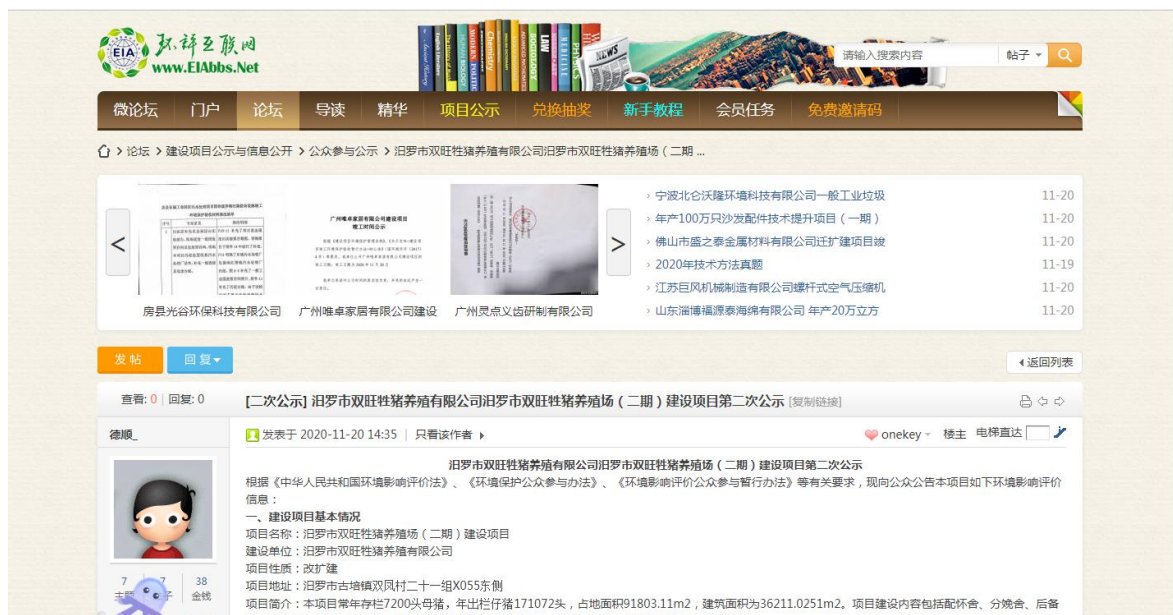 环评互联网
EIA
www.EIAbbs.Net
NEWS
请输入搜索内容
帖子
微论坛 门户 论坛 导读 精华 项目公示 兑换抽奖 新手教程 会员任务 免费邀请码
› 论坛 › 建设项目公示与信息公开 › 公众参与公示 › 汨罗市双旺牲猪养殖有限公司汨罗市双旺牲猪养殖场（二期 ...
广州唯卓家居有限公司建设项目
竣工时间公示
房县光谷环保科技有限公司
广州唯卓家居有限公司建设
广州灵点义齿研制有限公司
› 宁波北仑沃隆环境科技有限公司一般工业垃圾 11-20
› 年产100万只沙发配件技术提升项目（一期） 11-20
› 佛山市盛之泰金属材料有限公司迁扩建项目竣 11-20
› 2020年技术方法真题 11-19
› 江苏巨风机械制造有限公司螺杆式空气压缩机 11-20
› 山东淄博福源泰海绵有限公司 年产20万立方 11-20
发帖 回复
返回列表
查看: 0 | 回复: 0
[二次公示] 汨罗市双旺牲猪养殖有限公司汨罗市双旺牲猪养殖场（二期）建设项目第二次公示 [复制链接]
德顺_
发表于 2020-11-20 14:35 | 只看该作者
onekey 楼主 电梯直达
汨罗市双旺牲猪养殖有限公司汨罗市双旺牲猪养殖场（二期）建设项目第二次公示
根据《中华人民共和国环境影响评价法》、《环境保护公众参与办法》、《环境影响评价公众参与暂行办法》等有关要求，现向公众公告本项目如下环境影响评价
信息：
一、建设项目基本情况
项目名称：汨罗市双旺牲猪养殖场（二期）建设项目
建设单位：汨罗市双旺牲猪养殖有限公司
项目性质：改扩建
项目地址：汨罗市古培镇双凤村二十一组X055东侧
项目简介：本项目常年存栏7200头母猪，年出栏仔猪171072头，占地面积91803.11m2，建筑面积为36211.0251m2。项目建设内容包括配怀舍、分娩舍、后备
7 7 38
主题 子 金钱